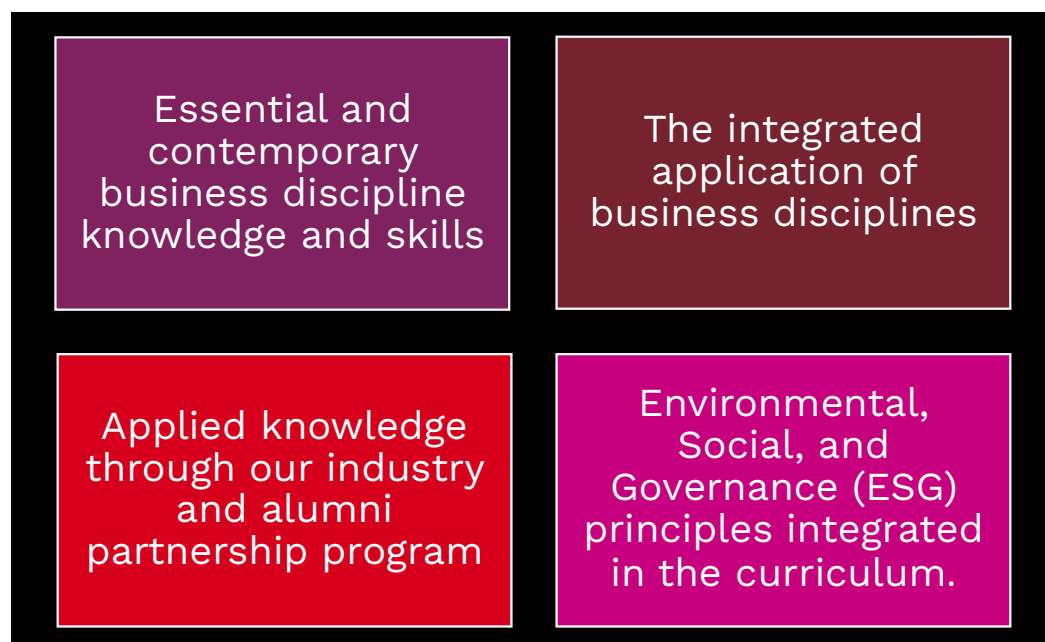 Essential and
contemporary
business discipline
knowledge and skills
The integrated
application of
business disciplines
Applied knowledge
through our industry
and alumni
partnership program
Environmental,
Social, and
Governance (ESG)
principles integrated
in the curriculum.